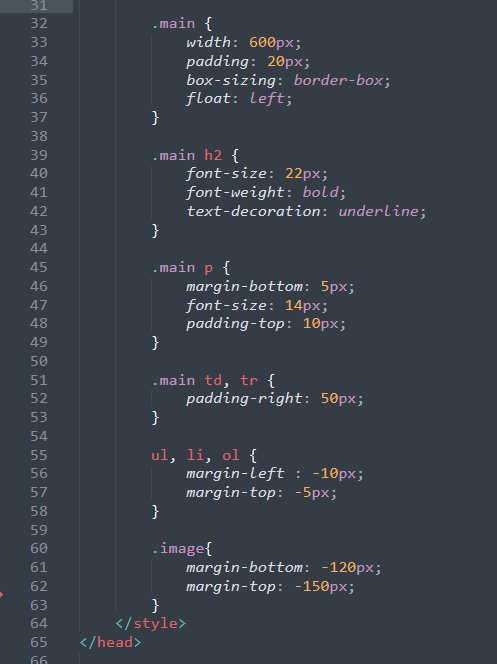 31
32 .main {
33 width: 600px;
34 padding: 20px;
35 box-sizing: border-box;
36 float: left;
37 }
38
39 .main h2 {
40 font-size: 22px;
41 font-weight: bold;
42 text-decoration: underline;
43 }
44
45 .main p {
46 margin-bottom: 5px;
47 font-size: 14px;
48 padding-top: 10px;
49 }
50
51 .main td, tr {
52 padding-right: 50px;
53 }
54
55 ul, li, ol {
56 margin-left : -10px;
57 margin-top: -5px;
58 }
59
60 .image{
61 margin-bottom: -120px;
62 margin-top: -150px;
63 }
64 </style>
65 </head>
66